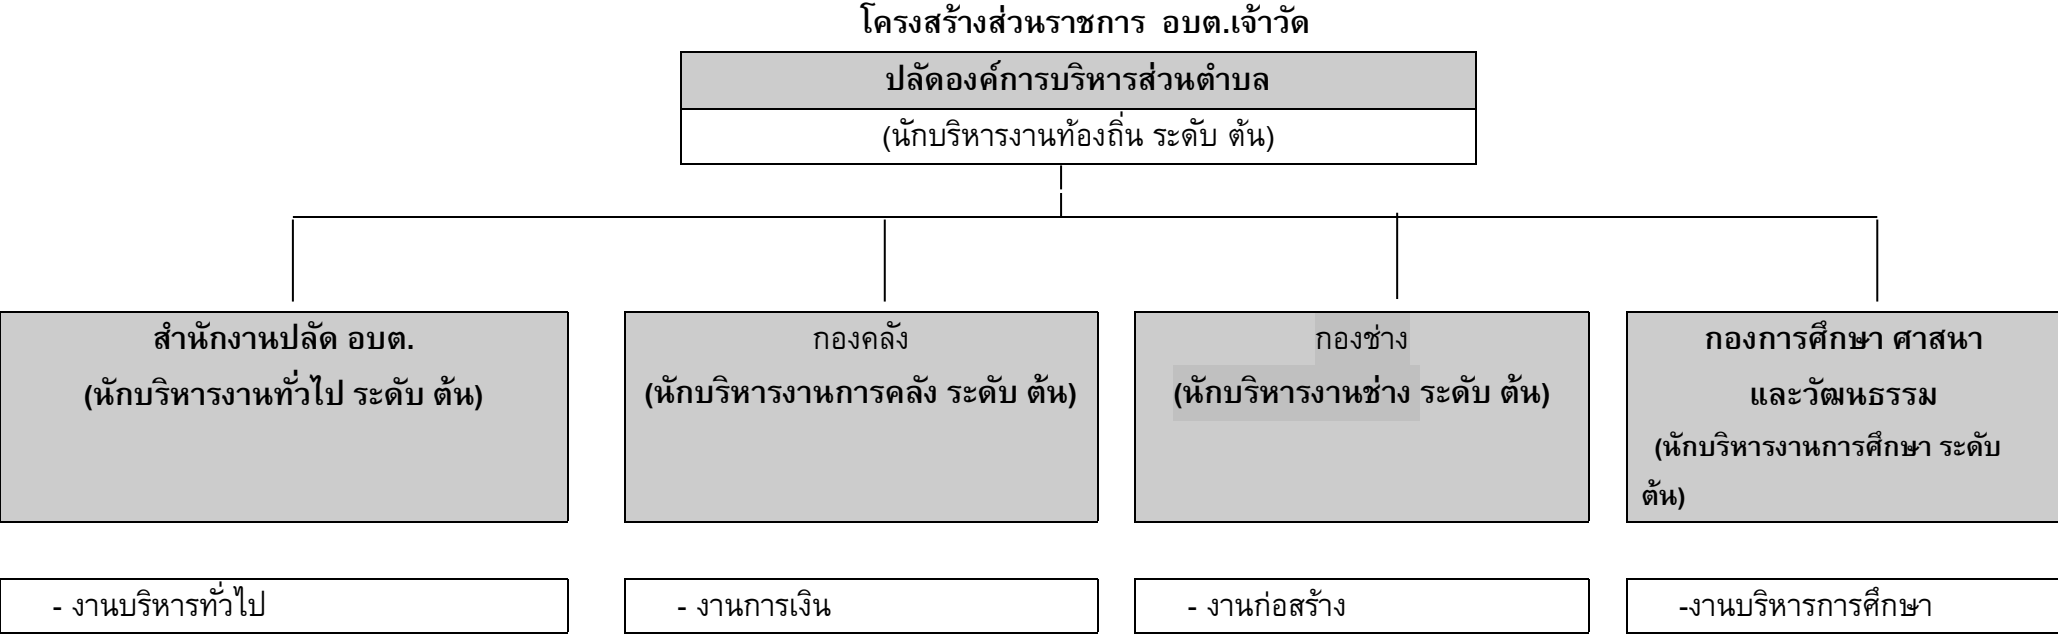 โครงสร้างส่วนราชการ อบต.เจ้าวัด
ปลัดองค์การบริหารส่วนตำบล
(นักบริหารงานท้องถิ่น ระดับ ต้น)
สำนักงานปลัด อบต.
(นักบริหารงานทั่วไป ระดับ ต้น)
กองคลัง
(นักบริหารงานการคลัง ระดับ ต้น)
กองช่าง
(นักบริหารงานช่าง ระดับ ต้น)
กองการศึกษา ศาสนา
และวัฒนธรรม
(นักบริหารงานการศึกษา ระดับ
ต้น)
- งานบริหารทั่วไป
- งานการเงิน
- งานก่อสร้าง
-งานบริหารการศึกษา